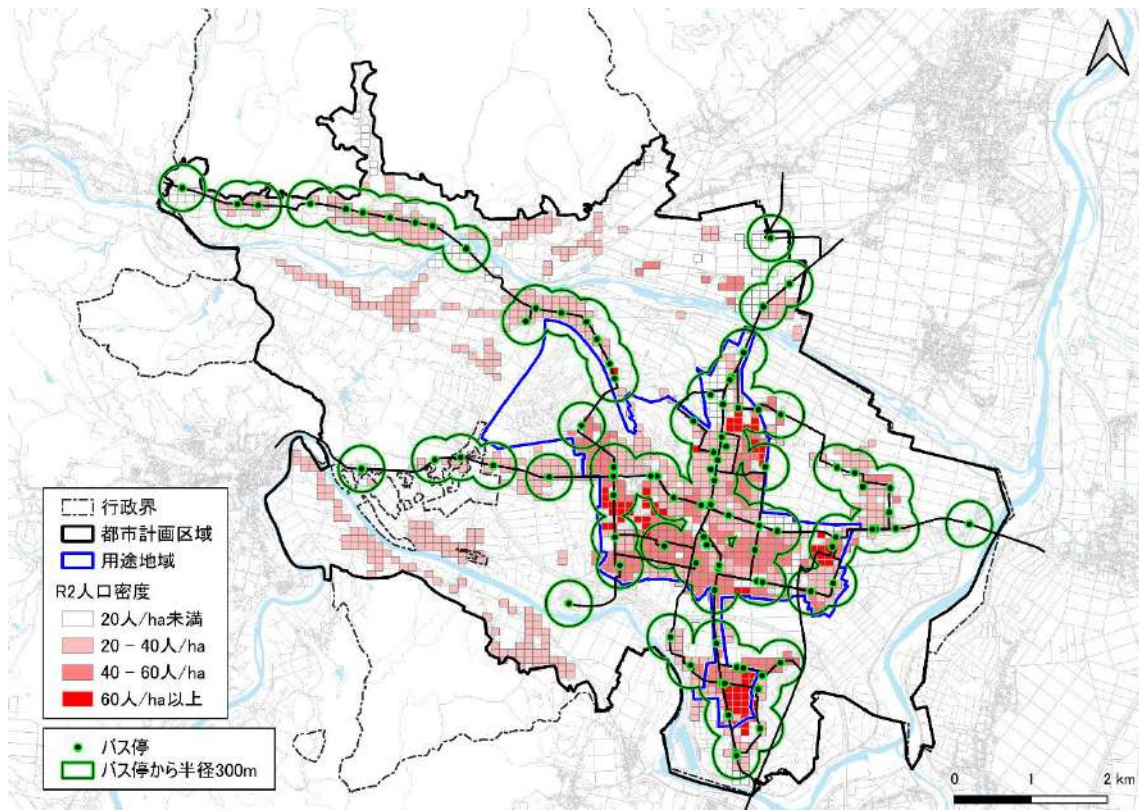 行政界
都市計画区域
用途地域
R2人口密度
20人/ha未満
20-40人/ha
40-60人/ha
60人/ha以上
バス停
バス停から半径300m
0 1 2 km